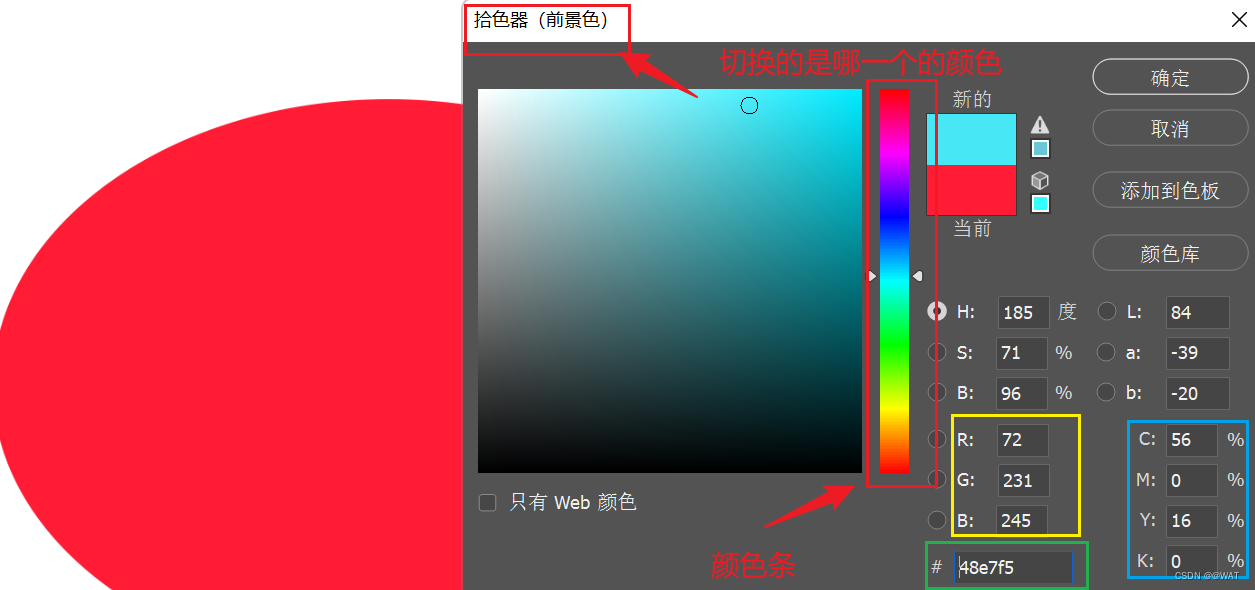 拾色器（前景色）
切换的是哪一个的颜色
新的
当前
确定
取消
添加到色板
颜色库
H: 185 度
S: 71 %
B: 96 %
L: 84
a: -39
b: -20
R: 72
G: 231
B: 245
C: 56 %
M: 0 %
Y: 16 %
K: 0 %
# 48e7f5
只有 Web 颜色
颜色条
CSDN @@WAT